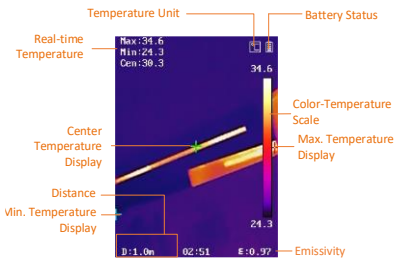 Temperature Unit
Battery Status
Real-time
Temperature
Max:34.6
Min:24.3
Cen:30.3
34.6
Color-Temperature
Scale
Center
Temperature
Display
Max. Temperature
Display
Distance
Min. Temperature
Display
24.3
D:1.0m 02:51 E:0.97
Emissivity